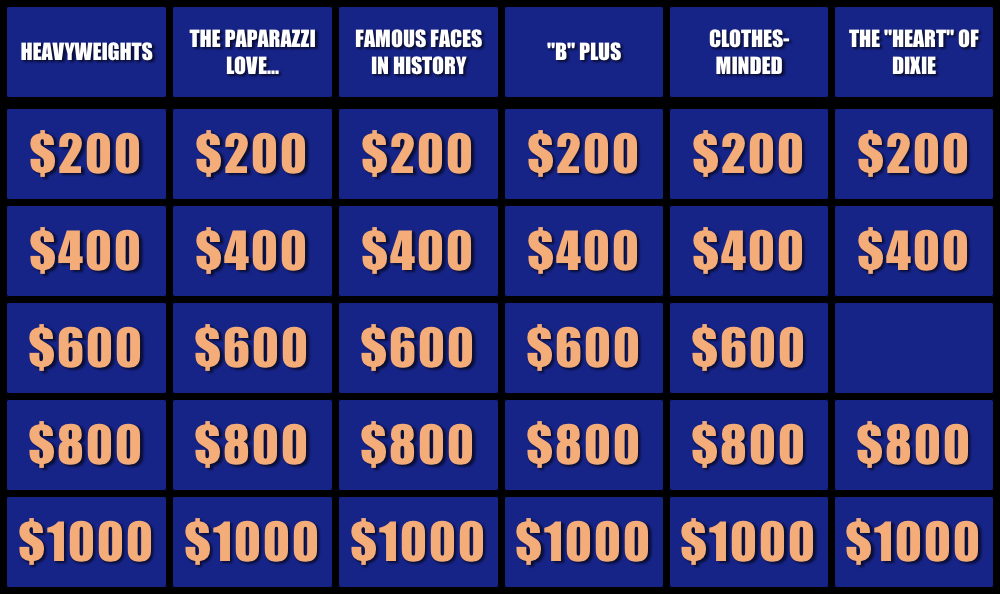 HEAVYWEIGHTS
THE PAPARAZZI
LOVE...
FAMOUS FACES
IN HISTORY
"B" PLUS
CLOTHES-
MINDED
THE "HEART" OF
DIXIE
$200 $200 $200 $200 $200 $200
$400 $400 $400 $400 $400 $400
$600 $600 $600 $600 $600
$800 $800 $800 $800 $800 $800
$1000 $1000 $1000 $1000 $1000 $1000